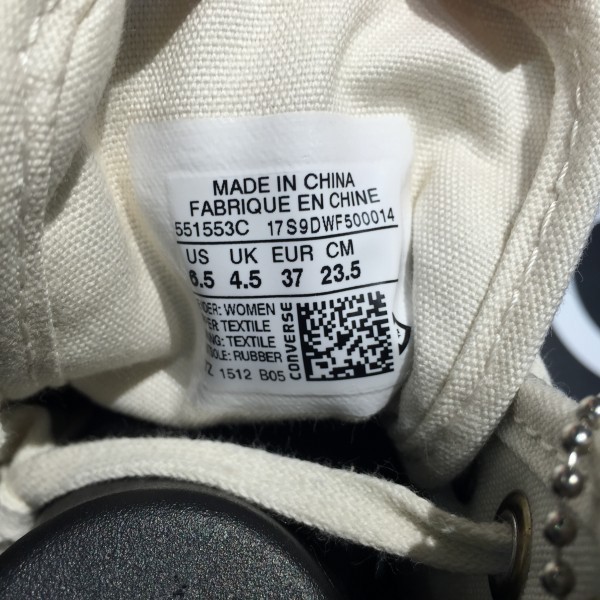 MADE IN CHINA
FABRIQUE EN CHINE
551553C 17S9DWF500014
US UK EUR CM
6.5 4.5 37 23.5
WOMEN
TEXTILE
TEXTILE
RUBBER
1512 B05
CONVERSE